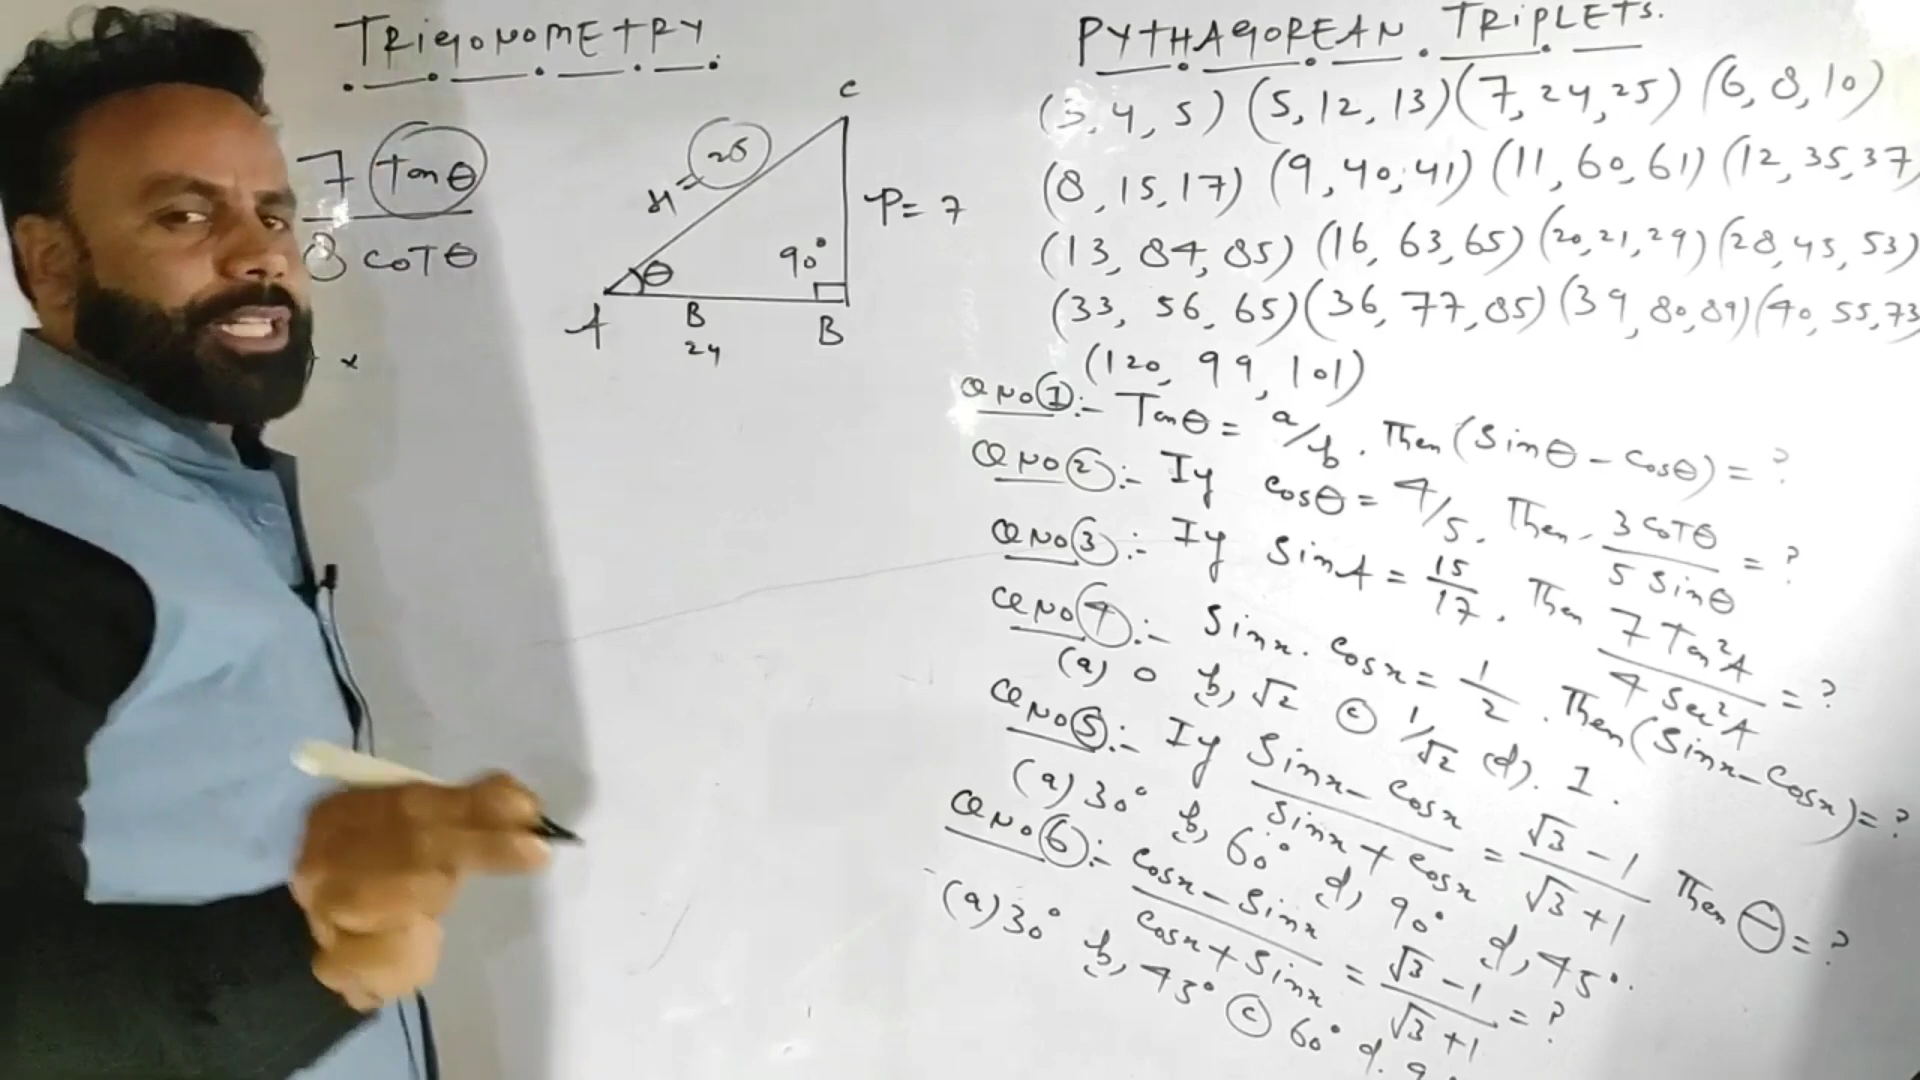 TRIGONOMETRY
7 Tanθ
8 COTθ
×
C
H = 25
P = 7
90°
θ
A
B
B
24
PYTHAGOREAN TRIPLETS.
(3, 4, 5) (5, 12, 13) (7, 24, 25) (6, 8, 10)
(8, 15, 17) (9, 40, 41) (11, 60, 61) (12, 35, 37)
(13, 84, 85) (16, 63, 65) (20, 21, 29) (28, 45, 53)
(33, 56, 65) (36, 77, 85) (39, 80, 89) (40, 55, 73
(120, 99, 101)
Q NO 1 :- Tanθ = a/b . Then (Sinθ - Cosθ) = ?
Q NO 2 :- If Cosθ = 4/5 . Then 3 COTθ / 5 Sinθ = ?
Q NO 3 :- If SinA = 15/17 . Then 7 Tan²A / 4 Sec²A = ?
Q NO 4 :- Sinx . Cosx = 1/2 . Then (Sinx - Cosx) = ?
(a) 0 b, √2 (c) 1/√2 (d). 1 .
Q NO 5 :- If Sinx - Cosx / Sinx + Cosx = √3 - 1 / √3 + 1 Then θ = ?
(a) 30° b, 60° d, 90° d, 45°.
Q NO 6 :- Cosx - Sinx / Cosx + Sinx = √3 - 1 / √3 + 1 = ?
(a) 30° b, 45° (c) 60° d. 9